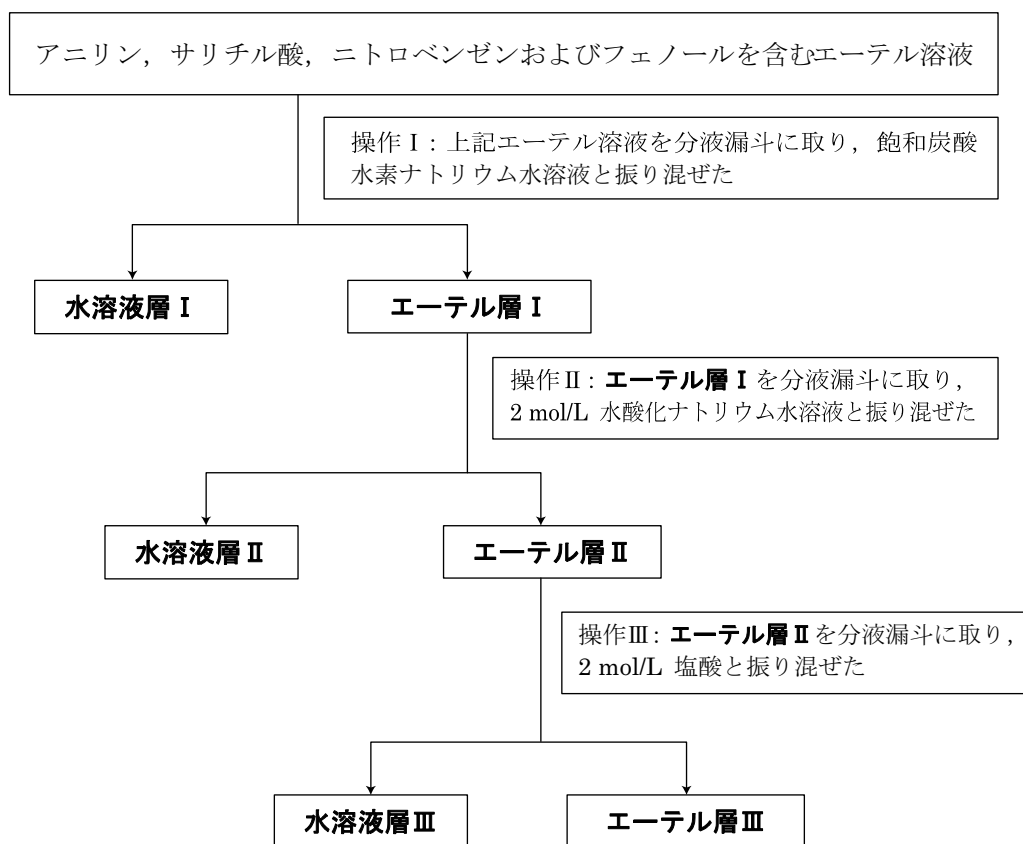 アニリン，サリチル酸，ニトロベンゼンおよびフェノールを含むエーテル溶液
操作Ⅰ：上記エーテル溶液を分液漏斗に取り，飽和炭酸
水素ナトリウム水溶液と振り混ぜた
水溶液層Ⅰ
エーテル層Ⅰ
操作Ⅱ：エーテル層Ⅰを分液漏斗に取り，
2 mol/L 水酸化ナトリウム水溶液と振り混ぜた
水溶液層Ⅱ
エーテル層Ⅱ
操作Ⅲ：エーテル層Ⅱを分液漏斗に取り，
2 mol/L 塩酸と振り混ぜた
水溶液層Ⅲ
エーテル層Ⅲ